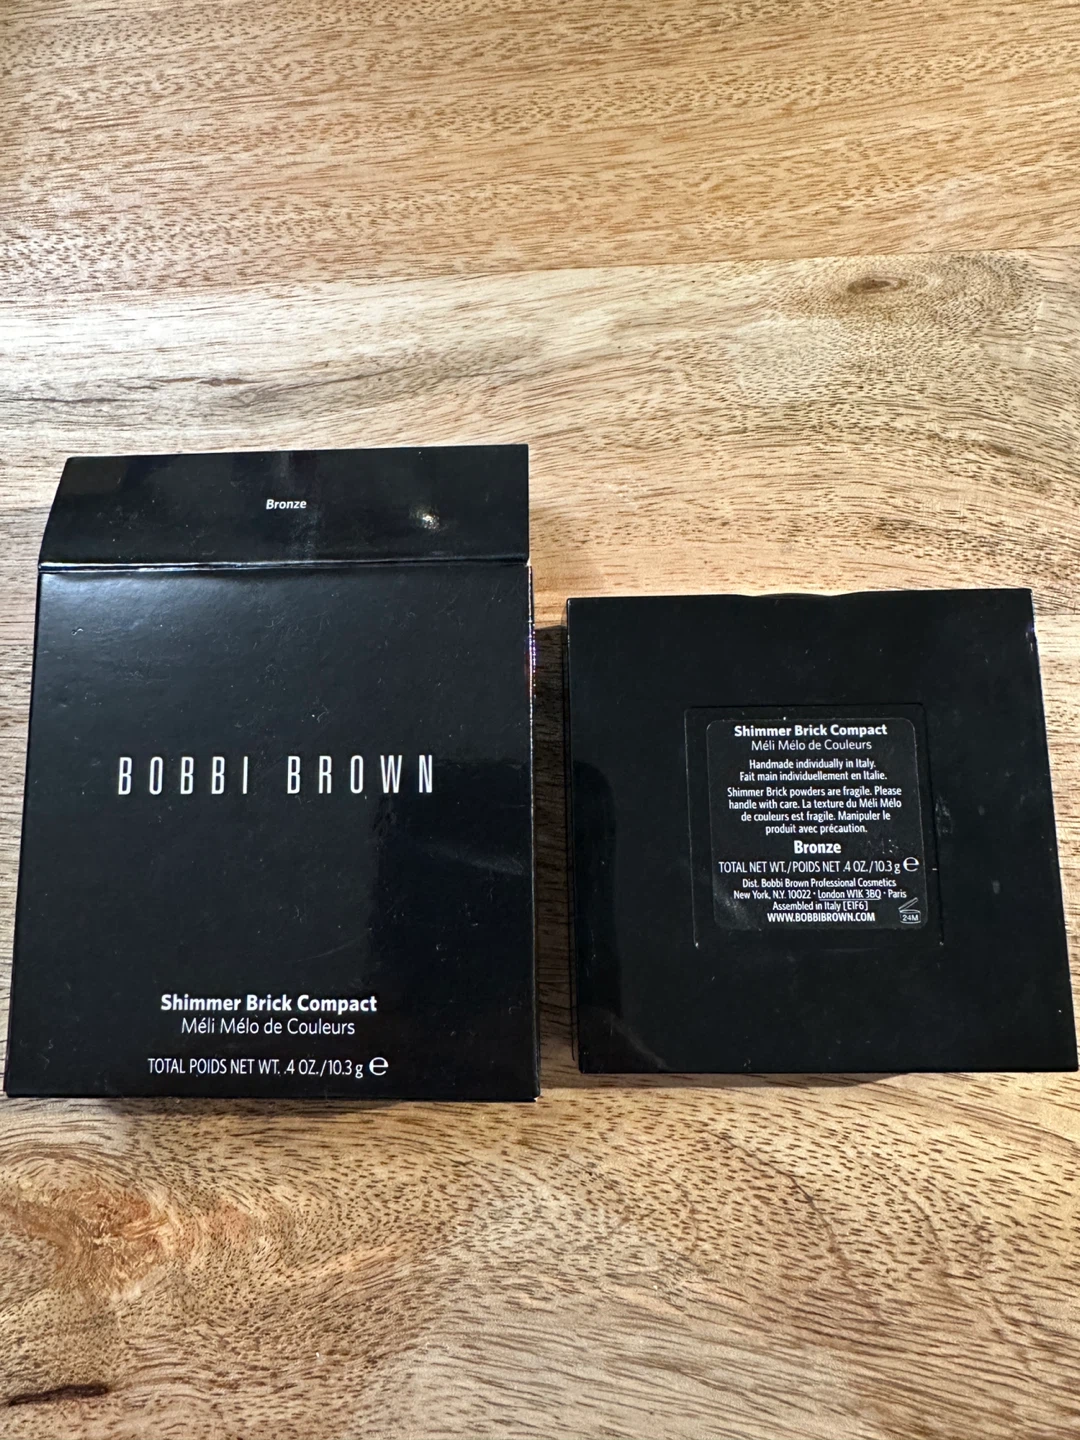 Bronze
BOBBI BROWN
Shimmer Brick Compact
Méli Mélo de Couleurs
TOTAL POIDS NET WT. .4 OZ./10.3 g ℮
Shimmer Brick Compact
Méli Mélo de Couleurs
Handmade individually in Italy.
Fait main individuellement en Italie.
Shimmer Brick powders are fragile. Please
handle with care. La texture du Méli Mélo
de couleurs est fragile. Manipuler le
produit avec précaution.
Bronze
TOTAL NET WT./POIDS NET .4 OZ./10.3 g ℮
Dist. Bobbi Brown Professional Cosmetics
New York, N.Y. 10022 · London W1K 3BQ · Paris
Assembled in Italy [E1F6]
WWW.BOBBIBROWN.COM
24M